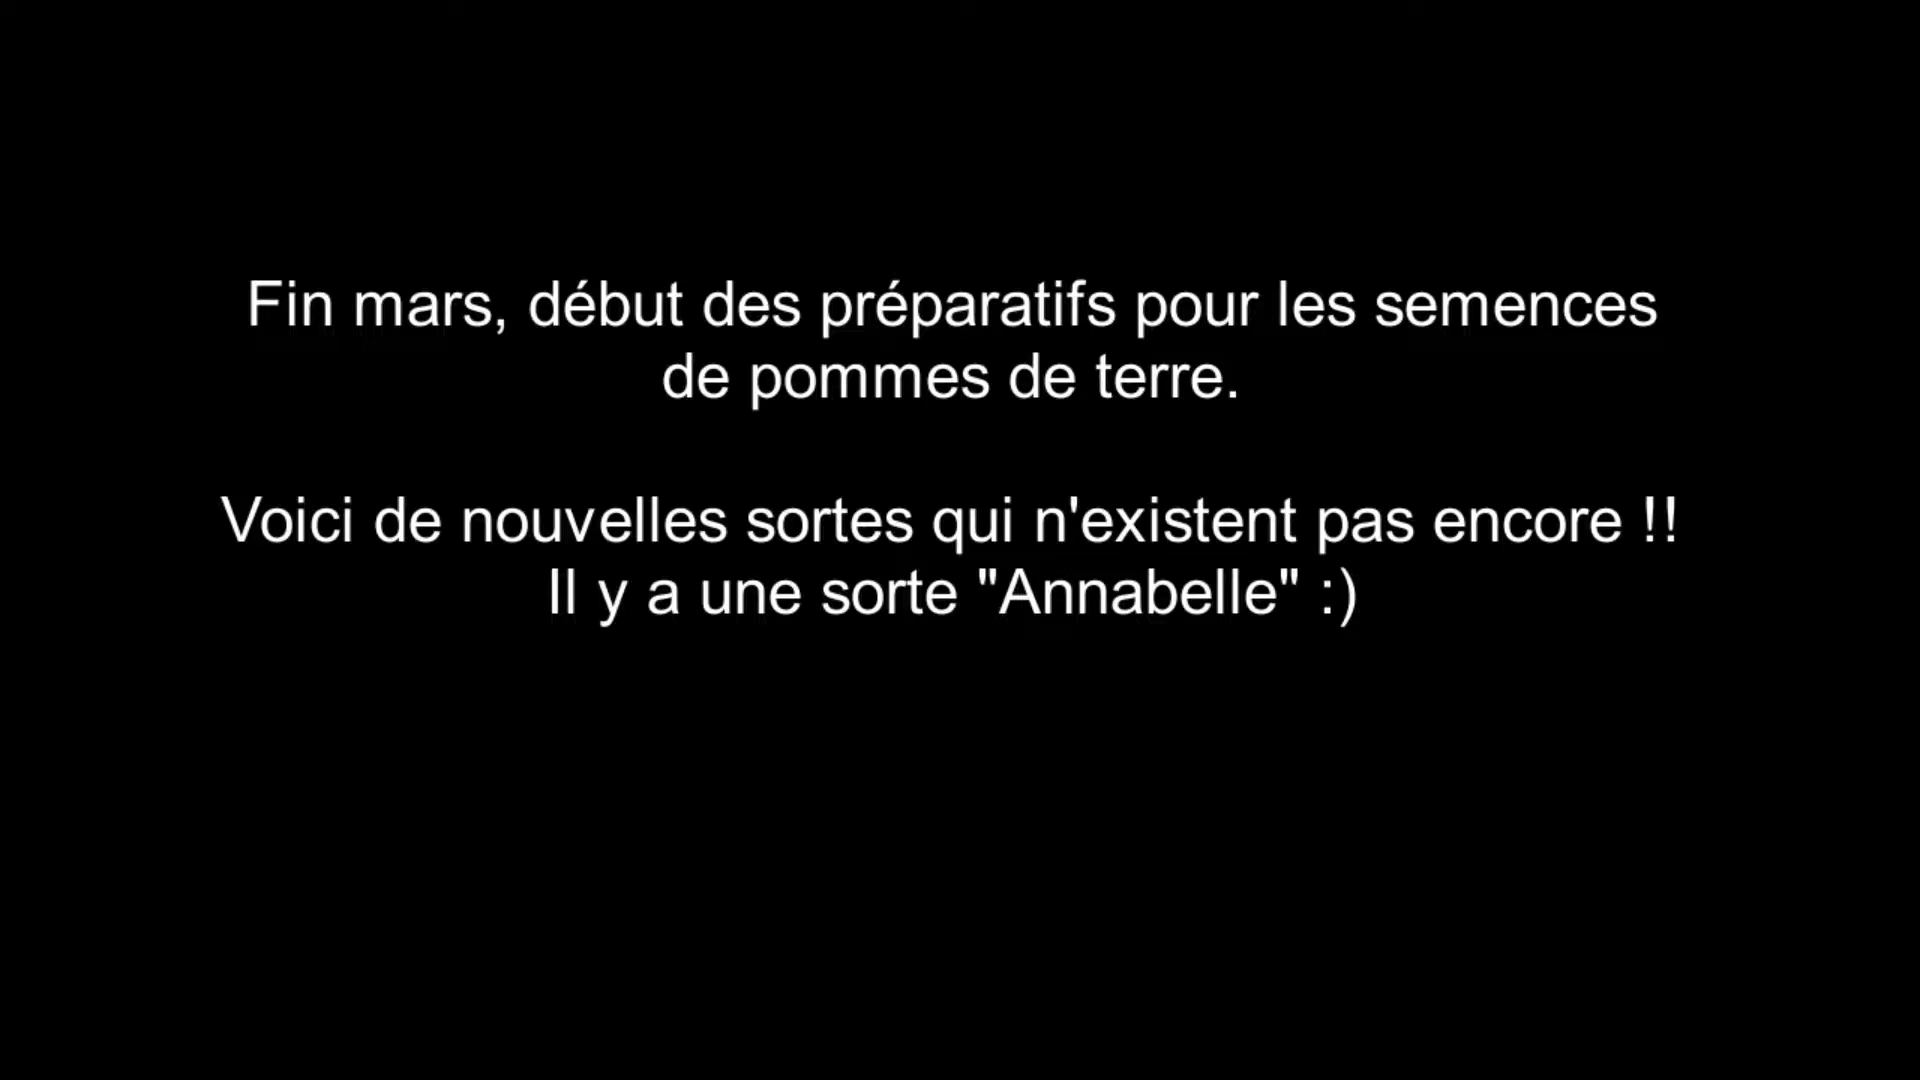 Fin mars, début des préparatifs pour les semences
de pommes de terre.
Voici de nouvelles sortes qui n'existent pas encore !!
Il y a une sorte "Annabelle" :)